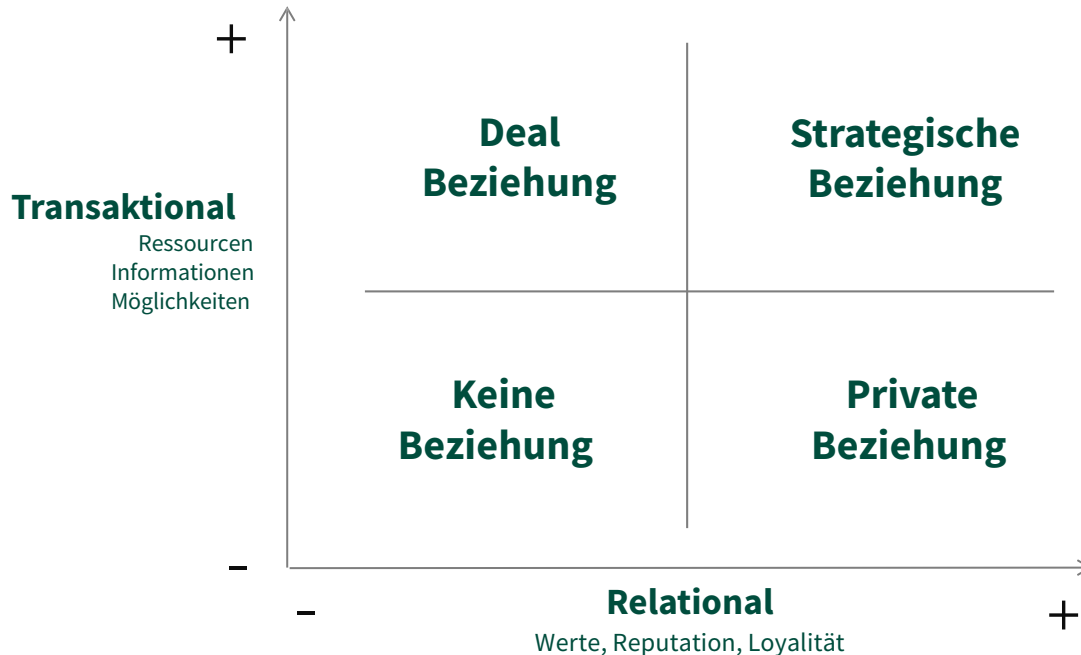 +
Deal
Beziehung
Strategische
Beziehung
Transaktional
Ressourcen
Informationen
Möglichkeiten
Keine
Beziehung
Private
Beziehung
-
-
Relational
+
Werte, Reputation, Loyalität